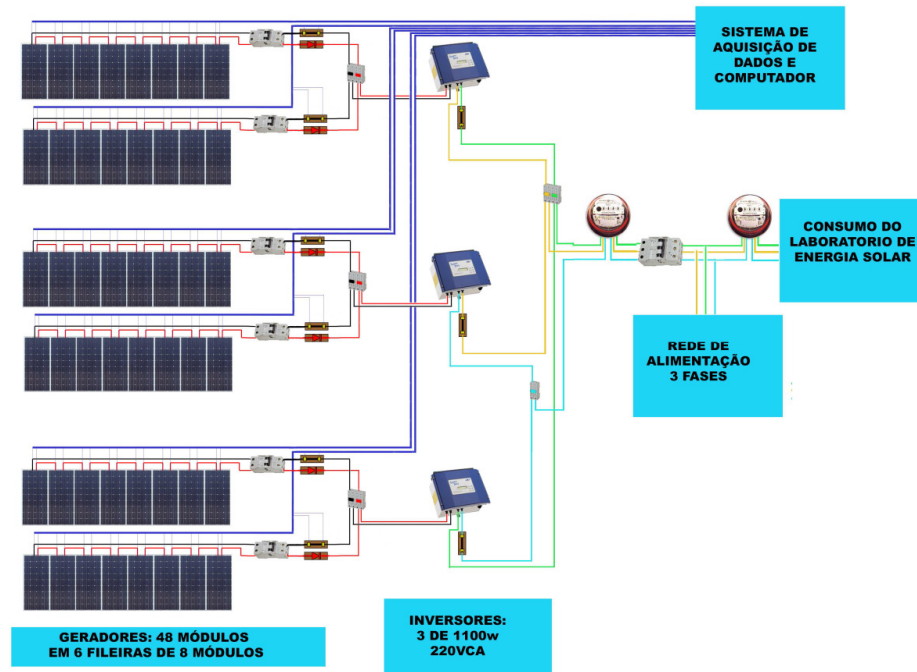 SISTEMA DE
AQUISIÇÃO DE
DADOS E
COMPUTADOR
CONSUMO DO
LABORATORIO DE
ENERGIA SOLAR
REDE DE
ALIMENTAÇÃO
3 FASES
GERADORES: 48 MÓDULOS
EM 6 FILEIRAS DE 8 MÓDULOS
INVERSORES:
3 DE 1100w
220VCA